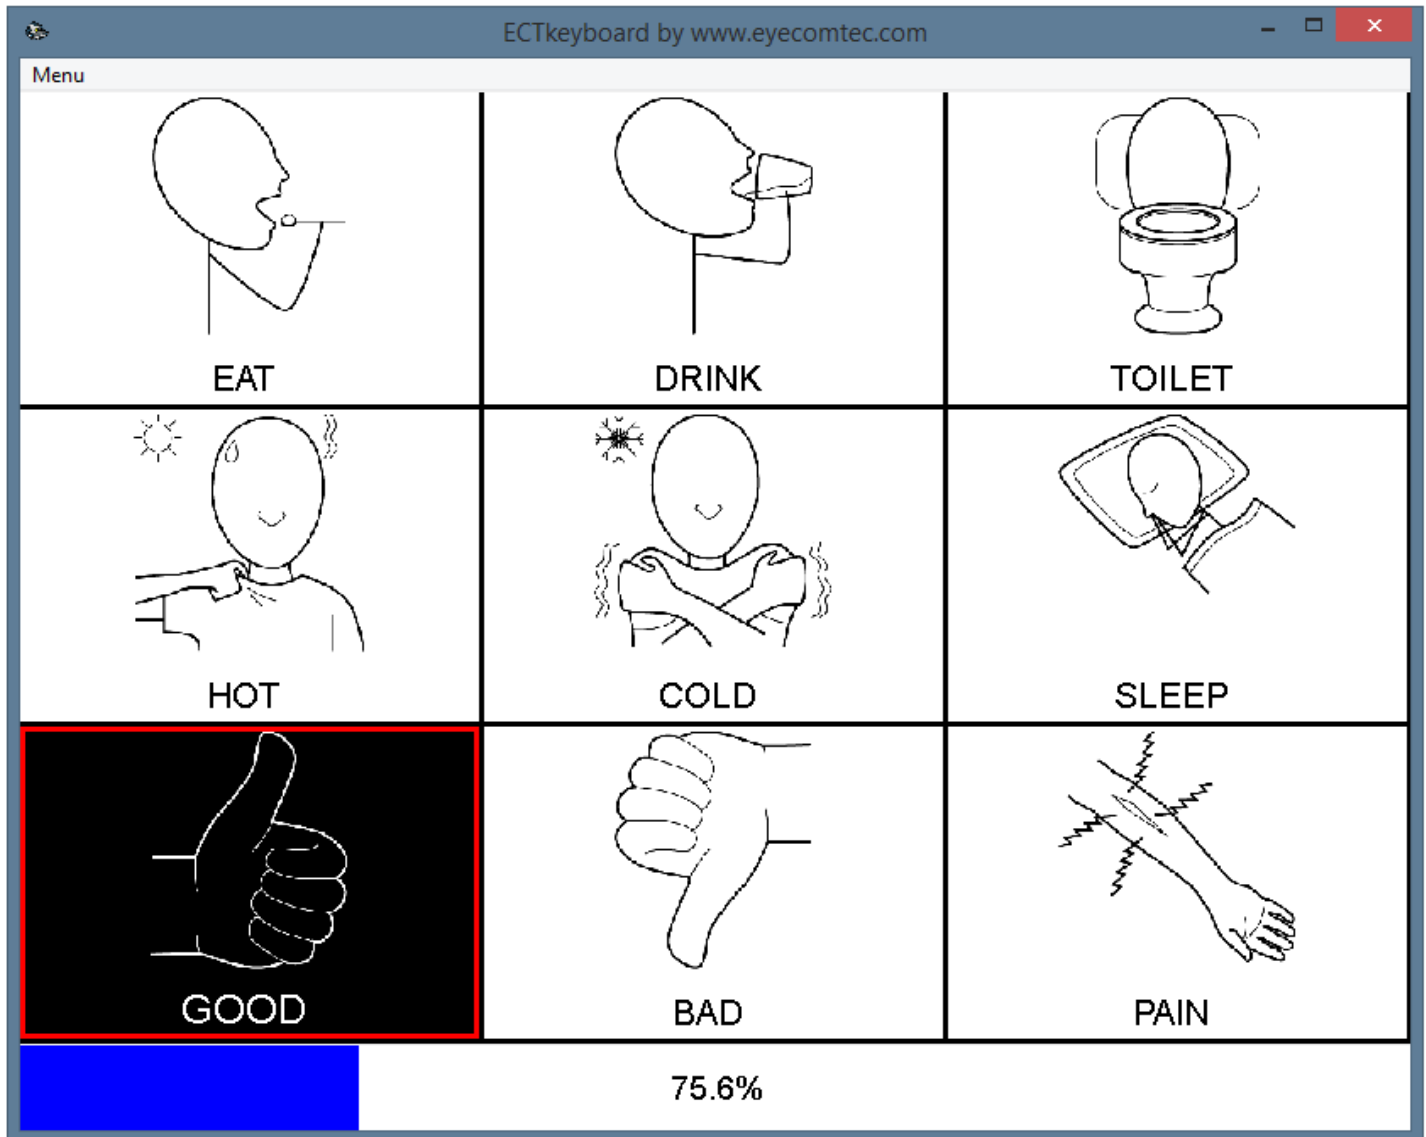 ECTkeyboard by www.eyecomtec.com
Menu
EAT
DRINK
TOILET
HOT
COLD
SLEEP
GOOD
BAD
PAIN
75.6%